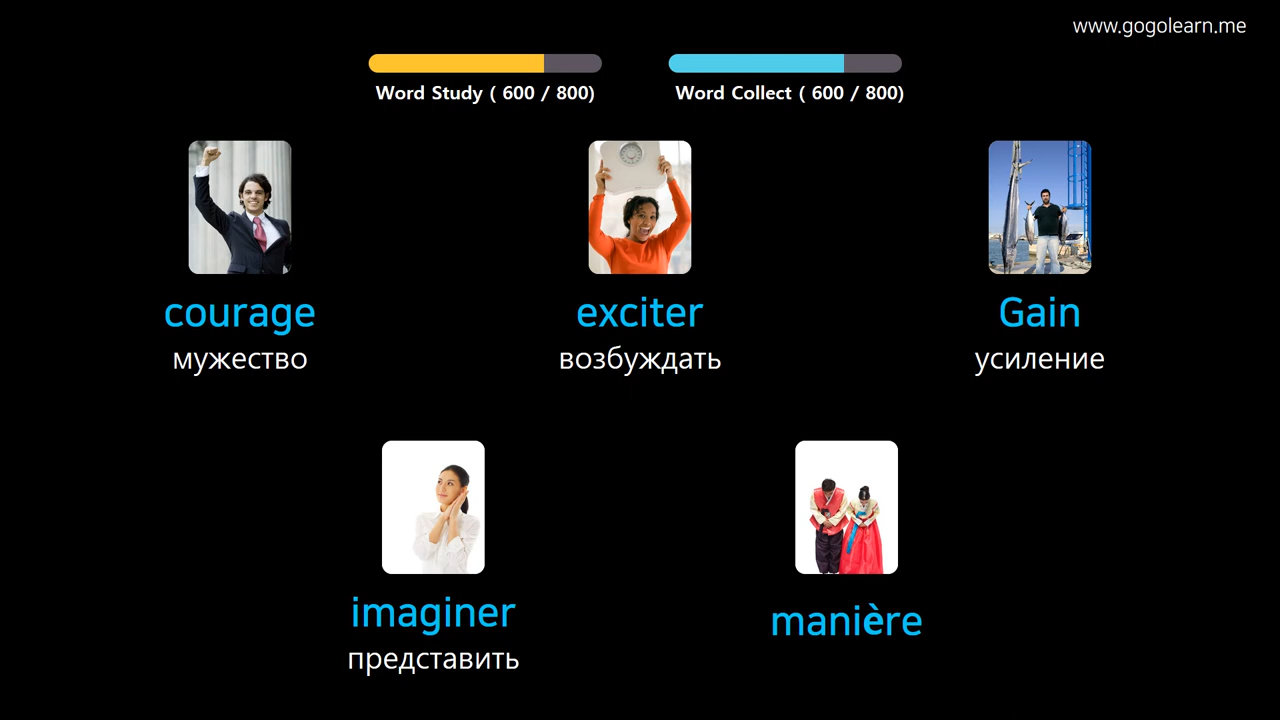 www.gogolearn.me
Word Study ( 600 / 800)
Word Collect ( 600 / 800)
courage
мужество
exciter
возбуждать
Gain
усиление
imaginer
представить
manière